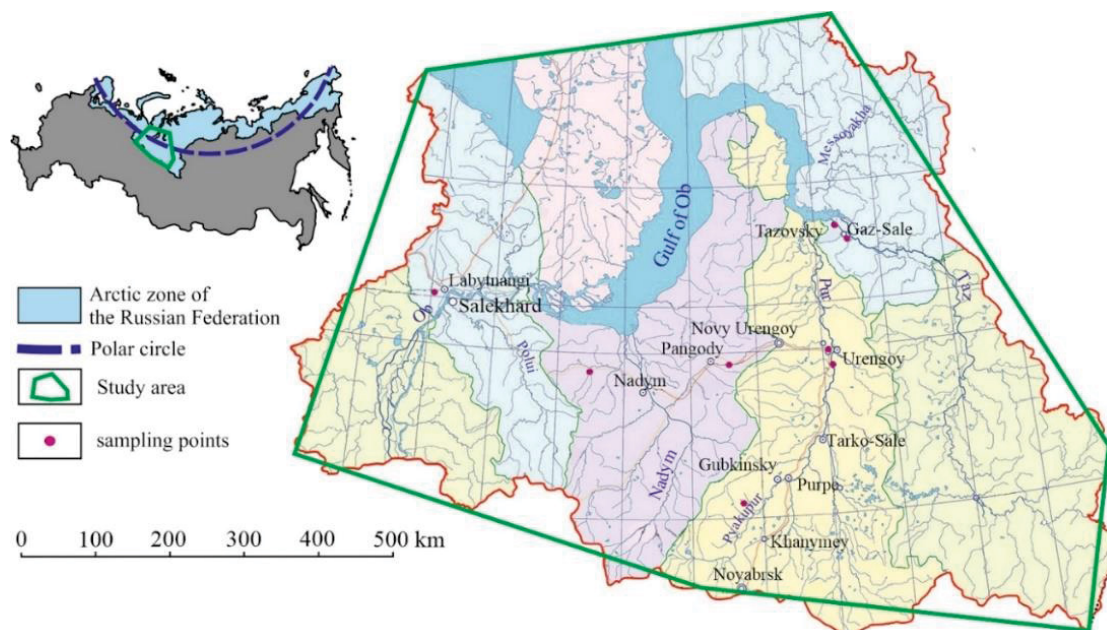 Arctic zone of
the Russian Federation
Polar circle
Study area
sampling points
0 100 200 300 400 500 km
Messoyakha
Gulf of Ob
Tazovsky
Gaz-Sale
Taz
Pur
Labytnangi
Salekhard
Ob
Polui
Novy Urengoy
Pangody
Urengoy
Nadym
Tarko-Sale
Nadym
Gubkinsky
Purpe
Pyakupur
Khanymey
Noyabrsk